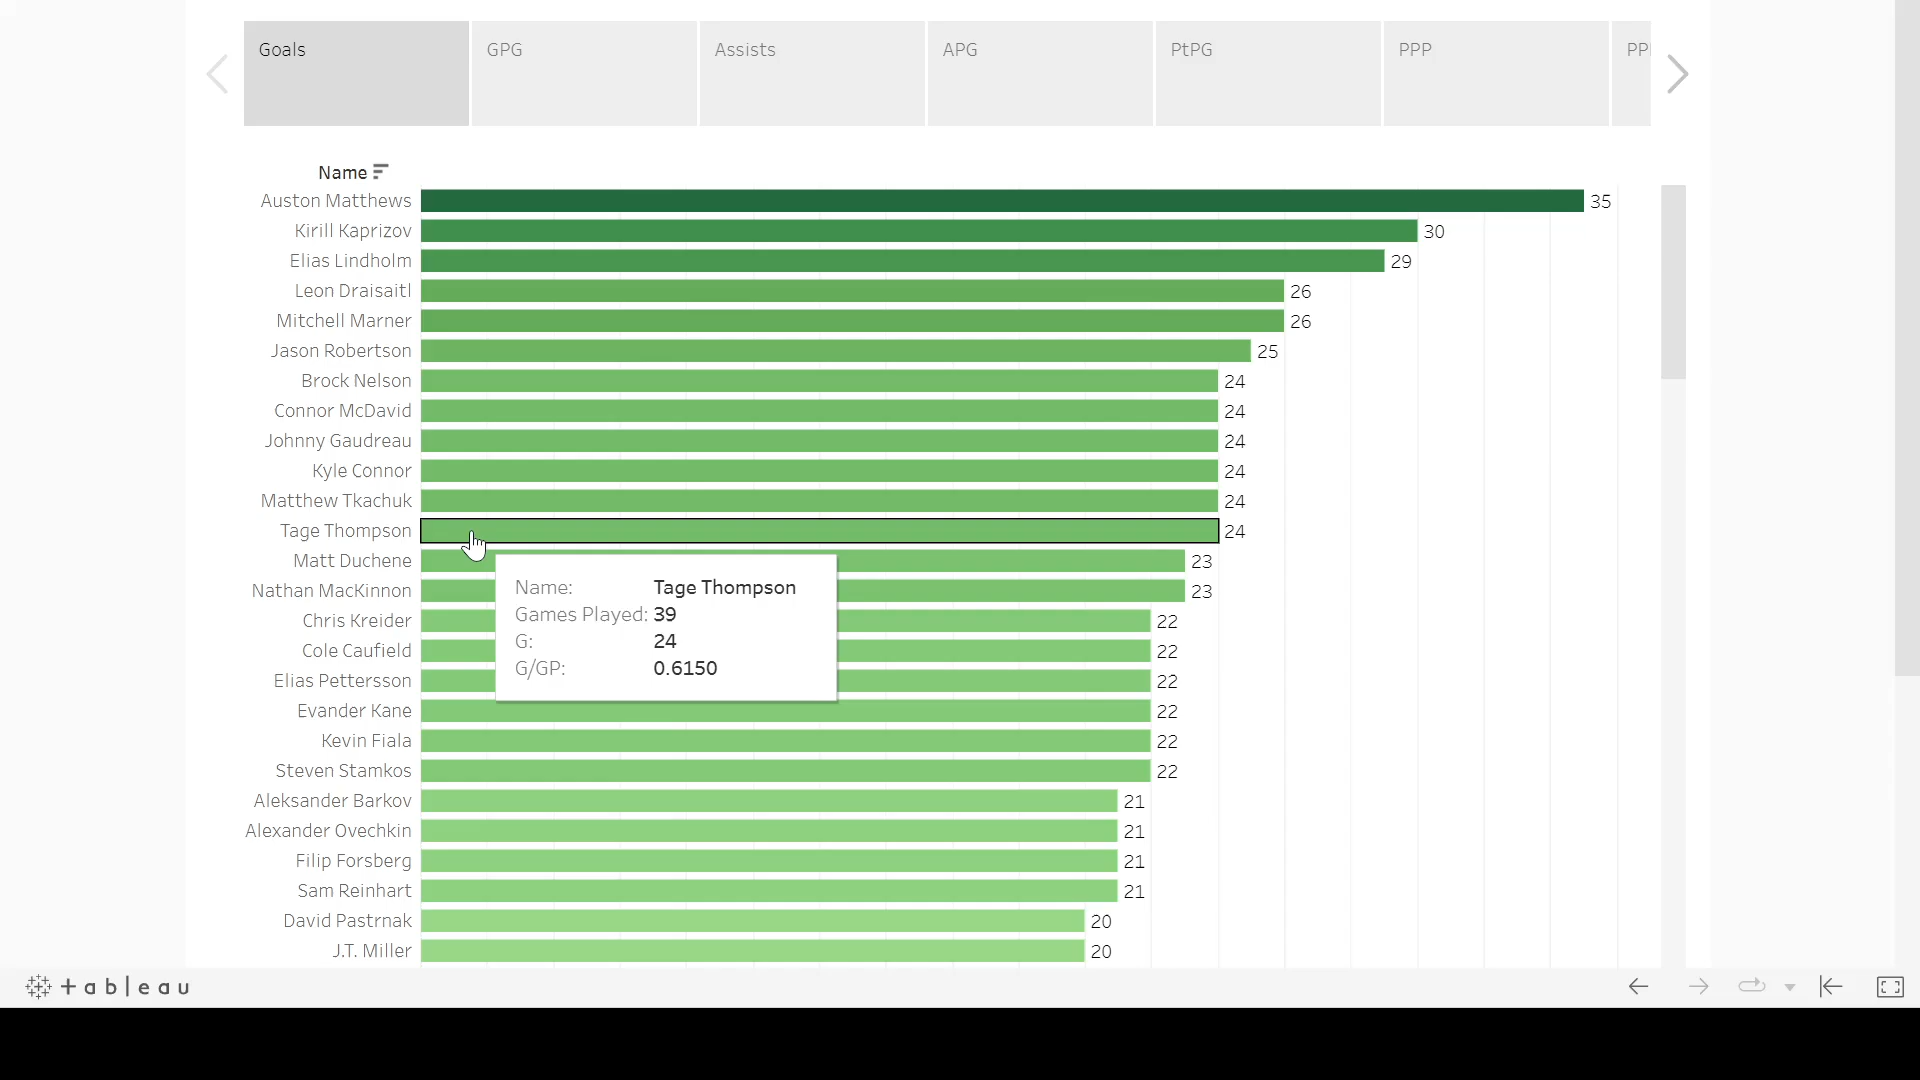 Goals
GPG
Assists
APG
PtPG
PPP
PP
Name
Auston Matthews 35
Kirill Kaprizov 30
Elias Lindholm 29
Leon Draisaitl 26
Mitchell Marner 26
Jason Robertson 25
Brock Nelson 24
Connor McDavid 24
Johnny Gaudreau 24
Kyle Connor 24
Matthew Tkachuk 24
Tage Thompson 24
Matt Duchene 23
Nathan MacKinnon 23
Name: Tage Thompson
Games Played: 39
G: 24
G/GP: 0.6150
Chris Kreider 22
Cole Caufield 22
Elias Pettersson 22
Evander Kane 22
Kevin Fiala 22
Steven Stamkos 22
Aleksander Barkov 21
Alexander Ovechkin 21
Filip Forsberg 21
Sam Reinhart 21
David Pastrnak 20
J.T. Miller 20
+ableau